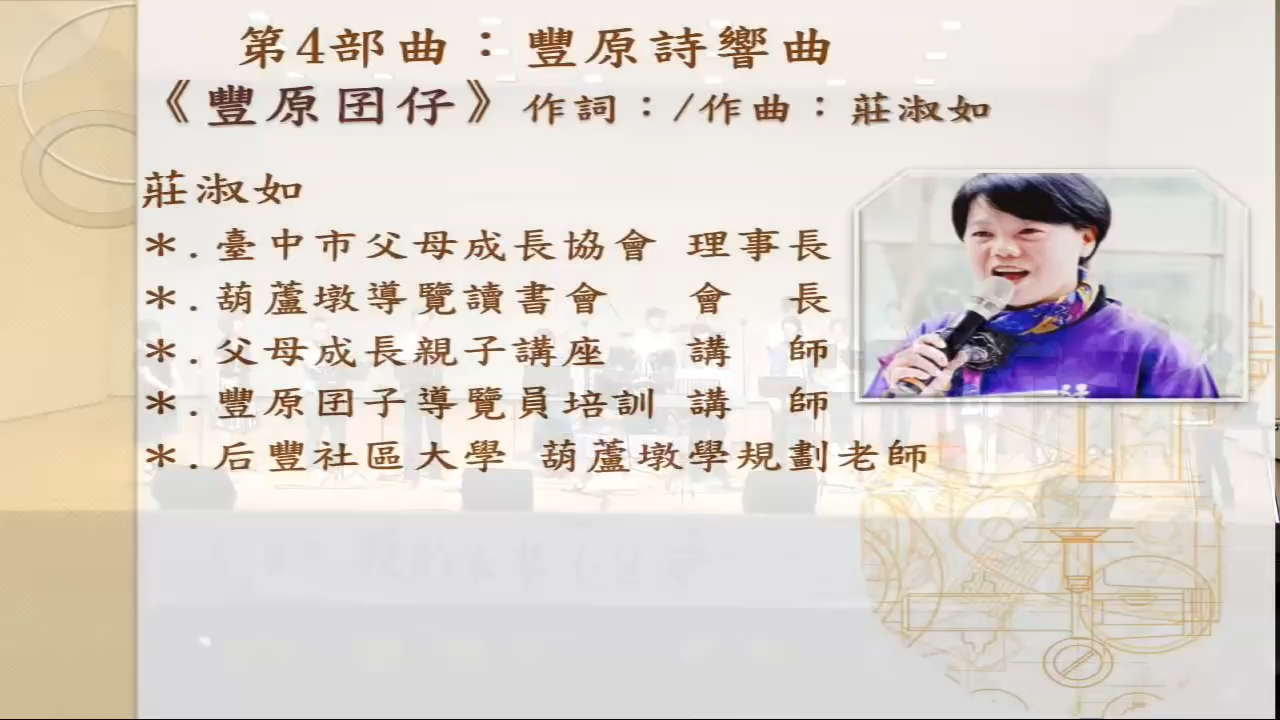 第4部曲：豐原詩響曲
《豐原囝仔》作詞：/作曲：莊淑如
莊淑如
＊.臺中市父母成長協會 理事長
＊.葫蘆墩導覽讀書會 會 長
＊.父母成長親子講座 講 師
＊.豐原囝子導覽員培訓 講 師
＊.后豐社區大學 葫蘆墩學規劃老師